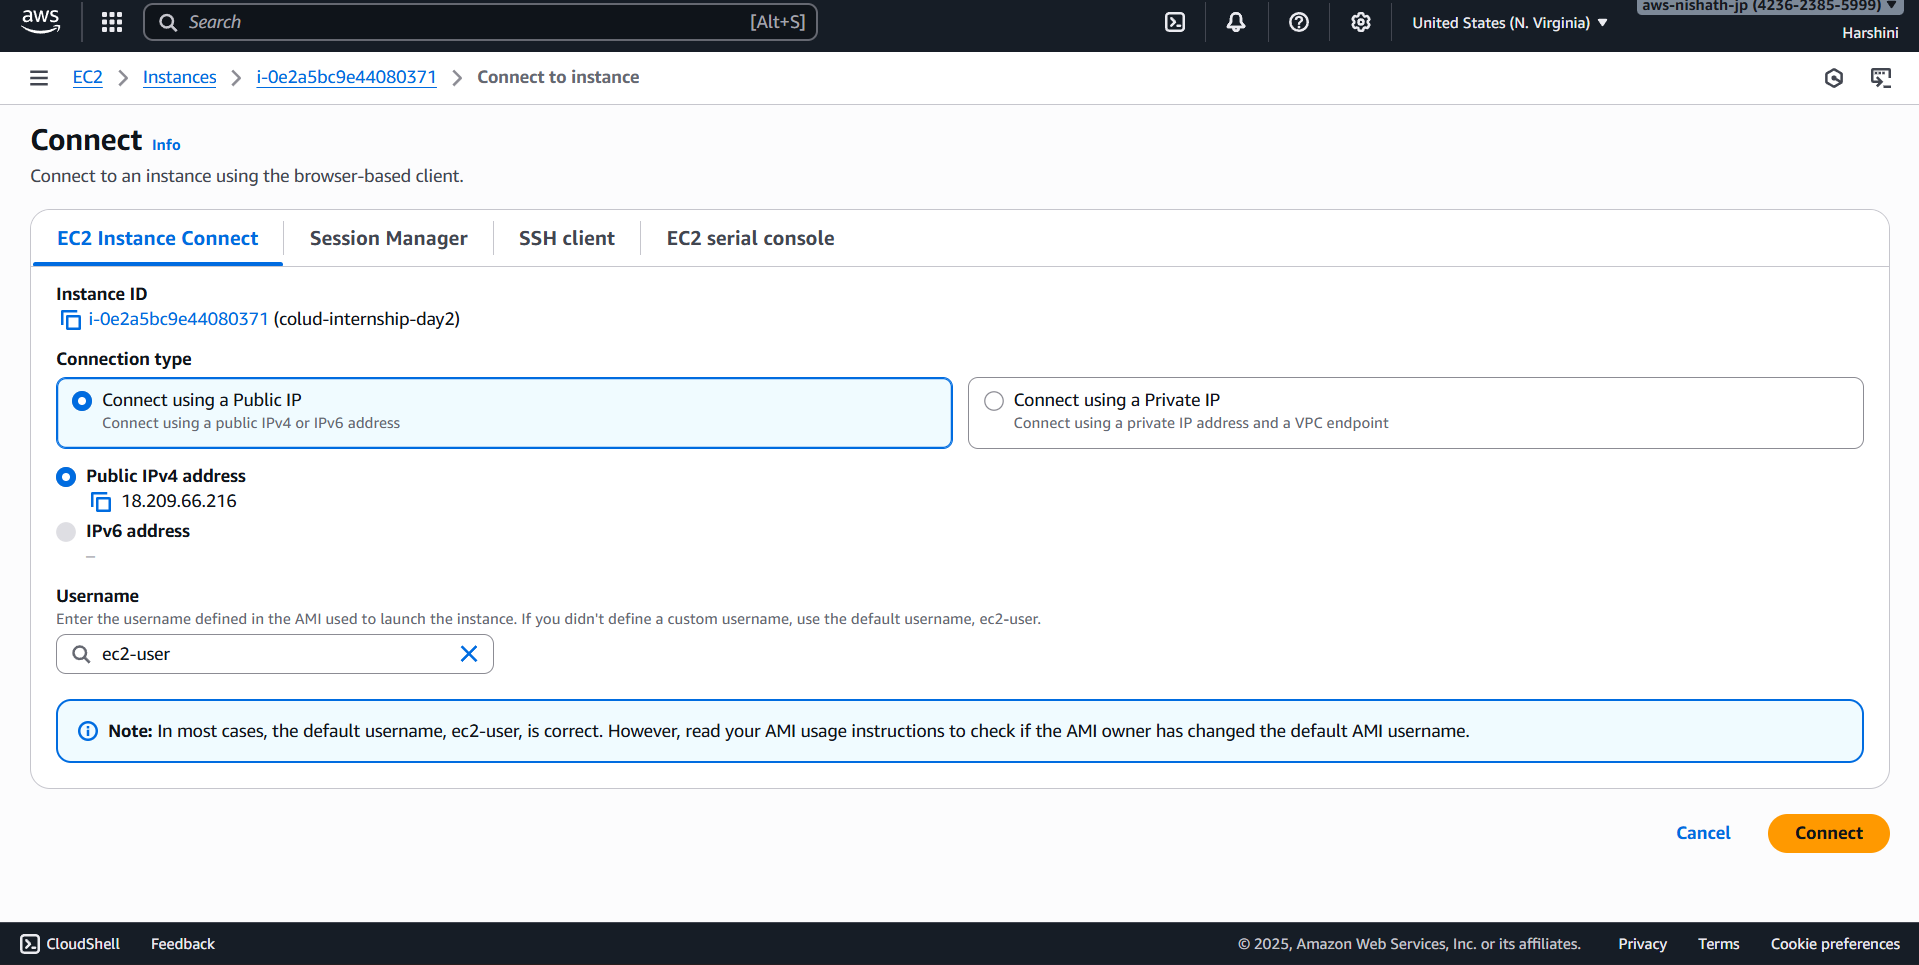 aws
Search [Alt+S]
United States (N. Virginia)
aws-nishath-jp (4236-2385-5999)
Harshini
EC2 Instances i-0e2a5bc9e44080371 Connect to instance
Connect Info
Connect to an instance using the browser-based client.
EC2 Instance Connect Session Manager SSH client EC2 serial console
Instance ID
i-0e2a5bc9e44080371 (colud-internship-day2)
Connection type
Connect using a Public IP
Connect using a public IPv4 or IPv6 address
Connect using a Private IP
Connect using a private IP address and a VPC endpoint
Public IPv4 address
18.209.66.216
IPv6 address
–
Username
Enter the username defined in the AMI used to launch the instance. If you didn't define a custom username, use the default username, ec2-user.
ec2-user
Note: In most cases, the default username, ec2-user, is correct. However, read your AMI usage instructions to check if the AMI owner has changed the default AMI username.
Cancel Connect
CloudShell Feedback © 2025, Amazon Web Services, Inc. or its affiliates. Privacy Terms Cookie preferences